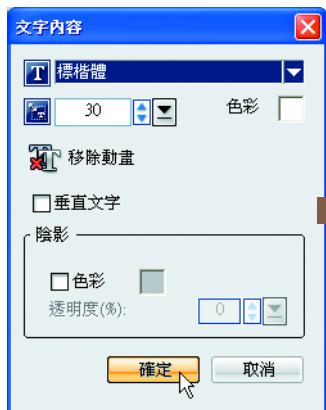 文字內容
T 標楷體
30 色彩
移除動畫
垂直文字
陰影
色彩
透明度(%): 0
確定 取消